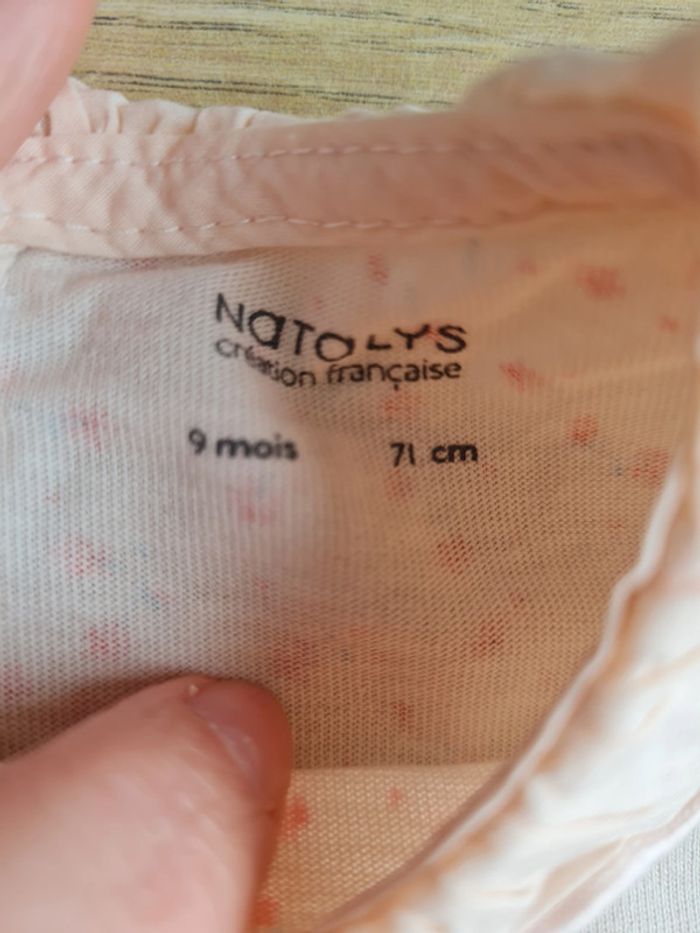 NATALYS
création française
9 mois 71 cm